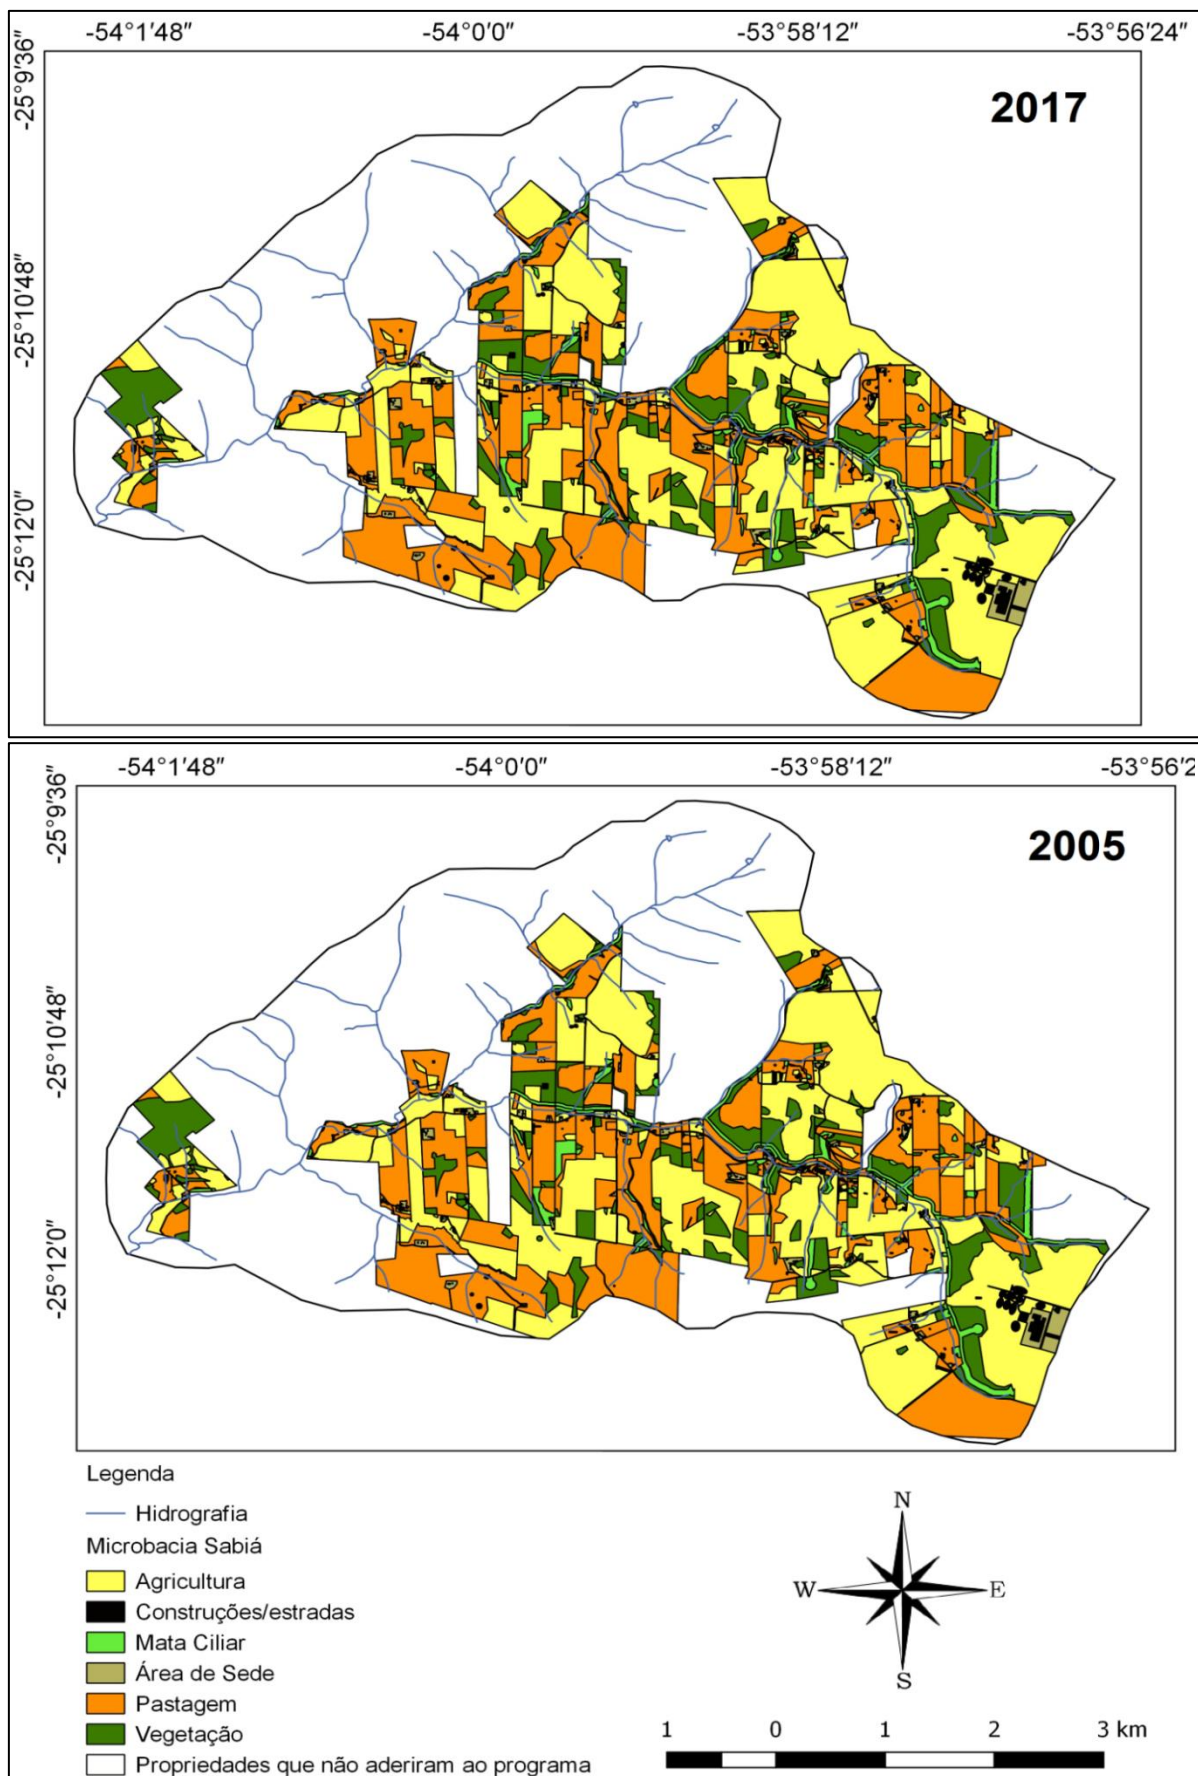 -54°1'48" -54°0'0" -53°58'12" -53°56'24"
-25°9'36"
2017
-25°10'48"
-25°12'0"
-54°1'48" -54°0'0" -53°58'12" -53°56'2
-25°9'36"
2005
-25°10'48"
-25°12'0"
Legenda
Hidrografia
Microbacia Sabiá
Agricultura
Construções/estradas
Mata Ciliar
Área de Sede
Pastagem
Vegetação
Propriedades que não aderiram ao programa
N
W E
S
1 0 1 2 3 km